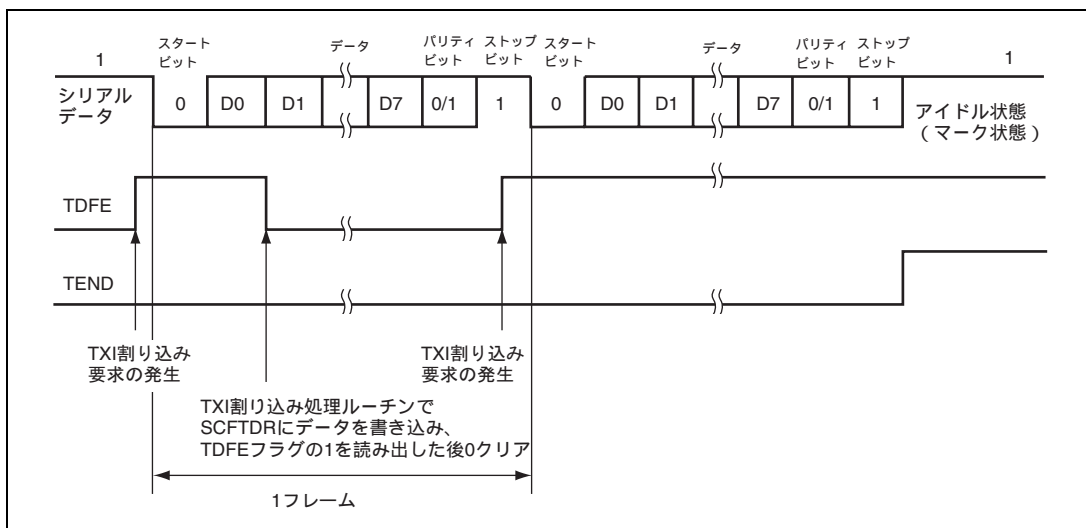 1
スタート
ビット
データ
パリティ
ビット
ストップ
ビット
スタート
ビット
データ
パリティ
ビット
ストップ
ビット
1
シリアル
データ
0 D0 D1 D7 0/1 1 0 D0 D1 D7 0/1 1
アイドル状態
(マーク状態)
TDFE
TEND
TXI割り込み
要求の発生
TXI割り込み
要求の発生
TXI割り込み処理ルーチンで
SCFTDRにデータを書き込み、
TDFEフラグの1を読み出した後0クリア
1フレーム